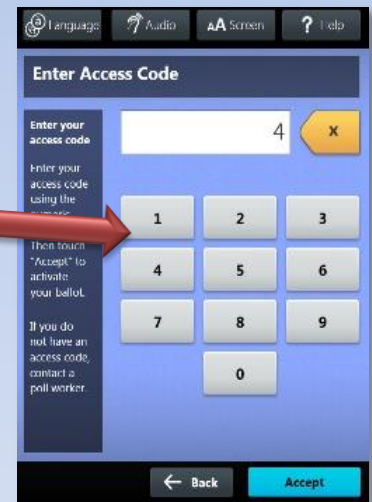 Language Audio AA Screen ? Help
Enter Access Code
Enter your
access code
4 X
Enter your
access code
using the
numeric
1 2 3
Then touch
"Accept" to
activate
your ballot.
4 5 6
If you do
not have an
access code,
contact a
poll worker.
7 8 9
0
← Back Accept